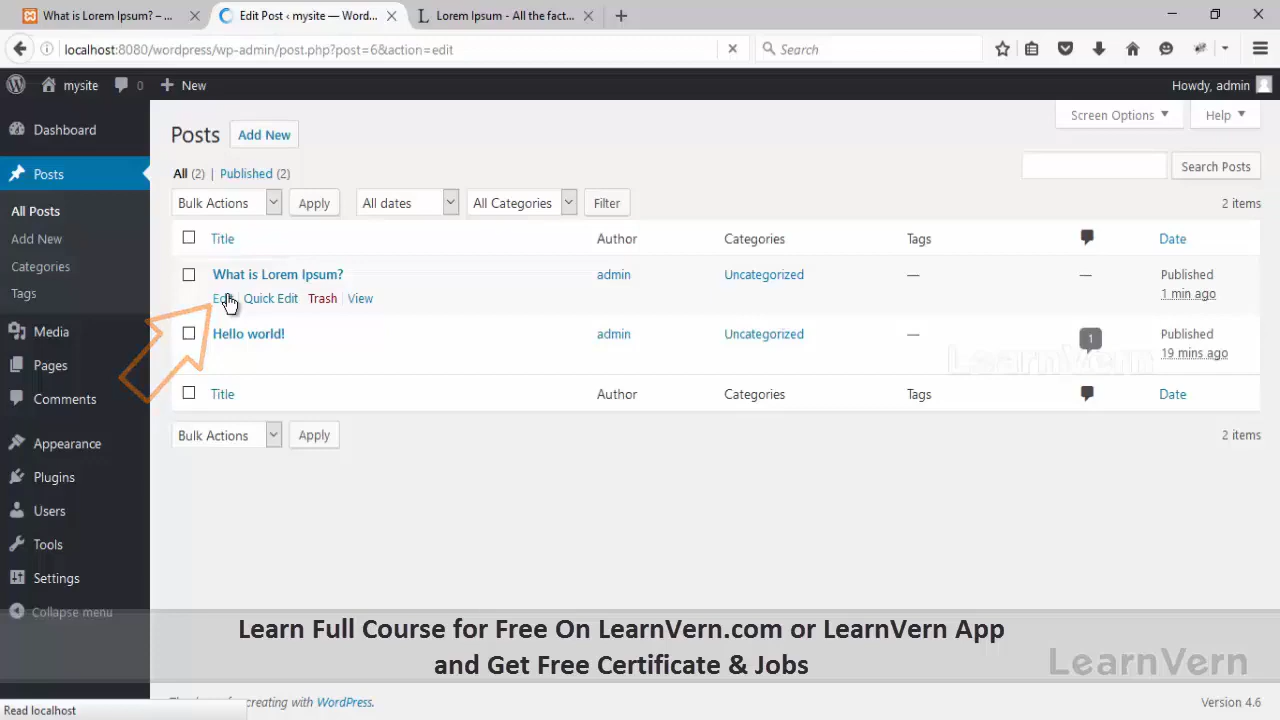 What is Lorem Ipsum? – ...
Edit Post ‹ mysite — Word...
Lorem Ipsum - All the fact...
localhost:8080/wordpress/wp-admin/post.php?post=6&action=edit
Search
mysite
0
New
Howdy, admin
Dashboard
Posts
All Posts
Add New
Categories
Tags
Media
Pages
Comments
Appearance
Plugins
Users
Tools
Settings
Collapse menu
Screen Options
Help
Posts
Add New
All (2) | Published (2)
Search Posts
Bulk Actions
Apply
All dates
All Categories
Filter
2 items
Title Author Categories Tags Date
What is Lorem Ipsum? admin Uncategorized — — Published
Edit | Quick Edit | Trash | View 1 min ago
Hello world! admin Uncategorized — 1 Published
19 mins ago
LearnVern
Title Author Categories Tags Date
Bulk Actions
Apply
2 items
Learn Full Course for Free On LearnVern.com or LearnVern App
and Get Free Certificate & Jobs
LearnVern
creating with WordPress.
Version 4.6
Read localhost